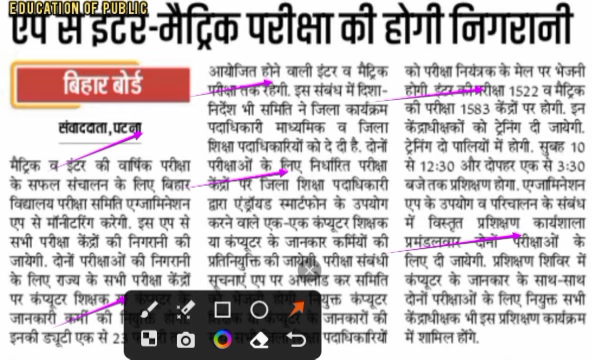 EDUCATION OF PUBLIC
एप से इंटर-मैट्रिक परीक्षा की होगी निगरानी
बिहार बोर्ड
संवाददाता, पटना
मैट्रिक व इंटर की वार्षिक परीक्षा
के सफल संचालन के लिए बिहार
विद्यालय परीक्षा समिति एग्जामिनेशन
एप से मॉनीटरिंग करेगी. इस एप से
सभी परीक्षा केंद्रों की निगरानी की
जायेगी. दोनों परीक्षाओं की निगरानी
के लिए राज्य के सभी परीक्षा केंद्रों
पर कंप्यूटर शिक्षक
जानकारी कर्मी की
इनकी ड्यूटी एक से 23
आयोजित होने वाली इंटर व मैट्रिक
परीक्षा तक रहेगी. इस संबंध में दिशा-
निर्देश भी समिति ने जिला कार्यक्रम
पदाधिकारी माध्यमिक व जिला
शिक्षा पदाधिकारियों को दे दी है. दोनों
परीक्षाओं के लिए निर्धारित परीक्षा
केंद्रों पर जिला शिक्षा पदाधिकारी
द्वारा एंड्रॉयड स्मार्टफोन के उपयोग
करने वाले एक-एक कंप्यूटर शिक्षक
या कंप्यूटर के जानकार कर्मियों की
प्रतिनियुक्ति की जायेगी. परीक्षा संबंधी
सूचनाएं एप पर अपलोड कर समिति
कंप्यूटर
के जानकारों की
पदाधिकारियों
को परीक्षा नियंत्रक के मेल पर भेजनी
होगी इंटर की परीक्षा 1522 व मैट्रिक
की परीक्षा 1583 केंद्रों पर होगी. इन
केंद्राधीक्षकों को ट्रेनिंग दी जायेगी.
ट्रेनिंग दो पालियों में होगी. सुबह 10
से 12:30 और दोपहर एक से 3:30
बजे तक प्रशिक्षण होगा. एग्जामिनेशन
एप के उपयोग व परिचालन के संबंध
में विस्तृत प्रशिक्षण कार्यशाला
प्रमंडलवार दोनों परीक्षाओं के
लिए दी जायेगी. प्रशिक्षण शिविर में
कंप्यूटर के जानकार के साथ-साथ
दोनों परीक्षाओं के लिए नियुक्त सभी
केंद्राधीक्षक भी इस प्रशिक्षण कार्यक्रम
में शामिल होंगे.